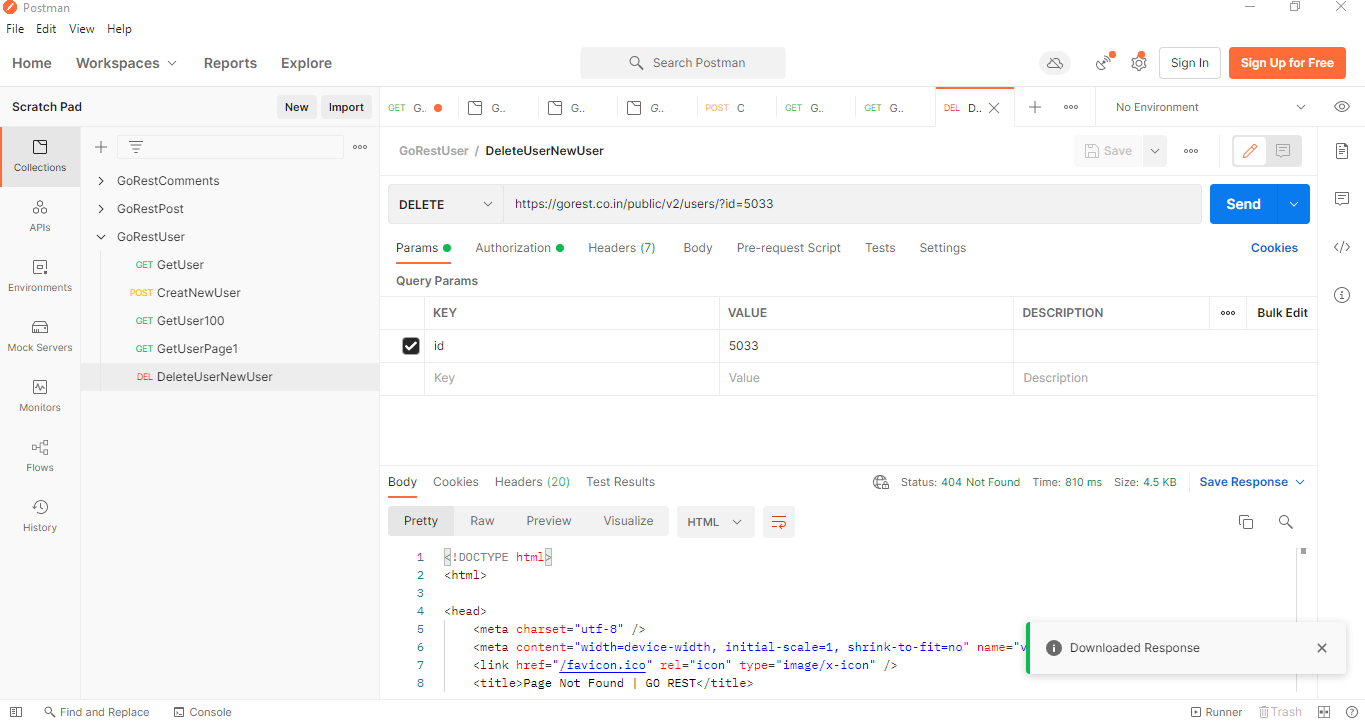 Postman
File Edit View Help
Home Workspaces Reports Explore Search Postman Sign In Sign Up for Free
Scratch Pad New Import GET G.. G.. G.. G.. POST C GET G.. GET G.. DEL D.. No Environment
Collections
APIs
Environments
Mock Servers
Monitors
Flows
History
GoRestComments
GoRestPost
GoRestUser
GET GetUser
POST CreatNewUser
GET GetUser100
GET GetUserPage1
DEL DeleteUserNewUser
GoRestUser / DeleteUserNewUser Save
DELETE https://gorest.co.in/public/v2/users/?id=5033 Send
Params Authorization Headers (7) Body Pre-request Script Tests Settings Cookies
Query Params
KEY VALUE DESCRIPTION Bulk Edit
id 5033
Key Value Description
Body Cookies Headers (20) Test Results Status: 404 Not Found Time: 810 ms Size: 4.5 KB Save Response
Pretty Raw Preview Visualize HTML
1 <!DOCTYPE html>
2 <html>
3
4 <head>
5 <meta charset="utf-8" />
6 <meta content="width=device-width, initial-scale=1, shrink-to-fit=no" name="v
7 <link href="/favicon.ico" rel="icon" type="image/x-icon" />
8 <title>Page Not Found | GO REST</title>
Downloaded Response
Find and Replace Console Runner Trash